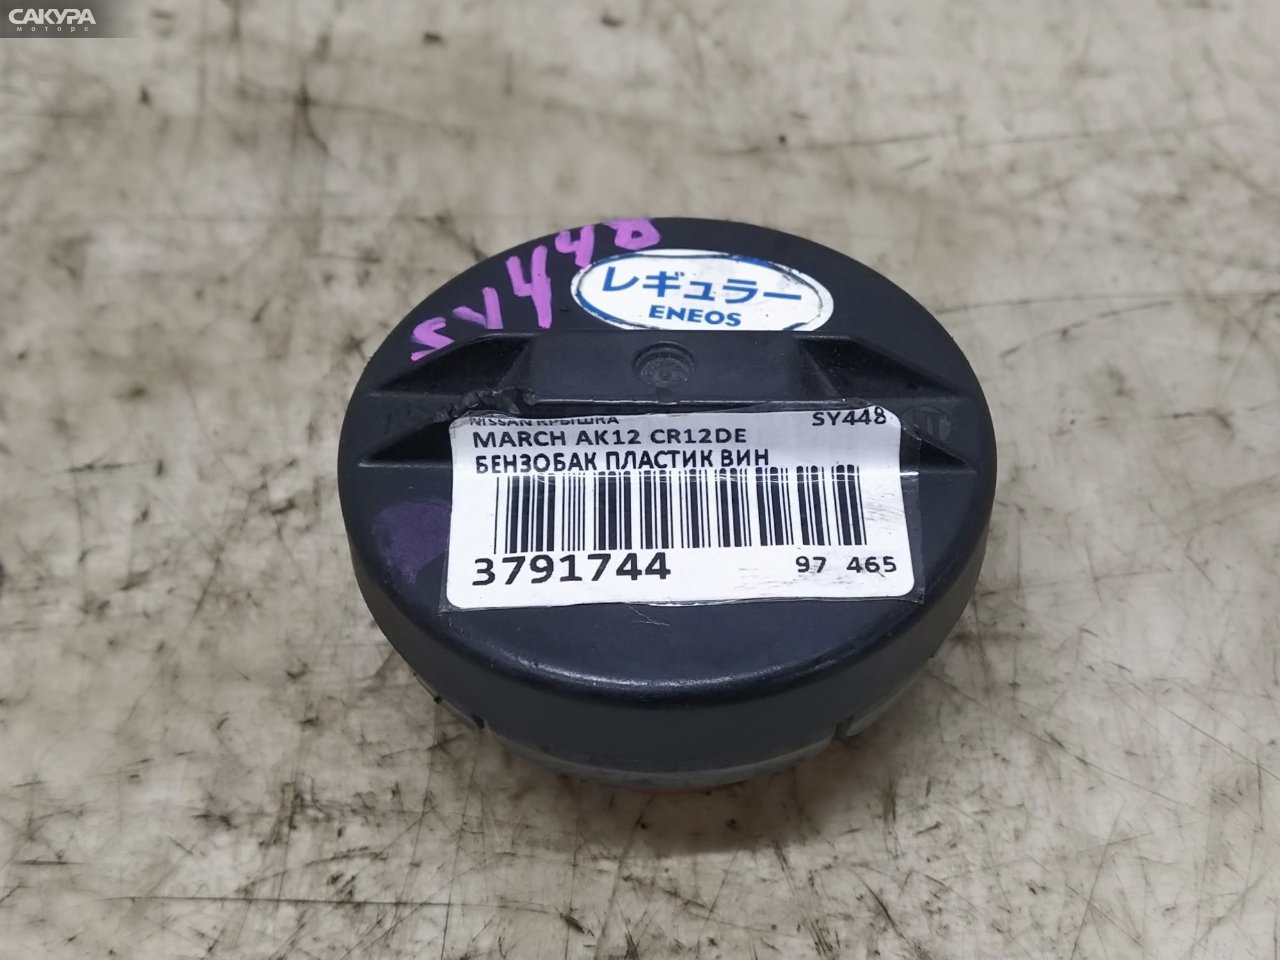 САКУРА
моторс
SY448
レギュラー
ENEOS
NISSAN КРЫШКА SY448
MARCH AK12 CR12DE
БЕНЗОБАК ПЛАСТИК ВИН
3791744 97 465